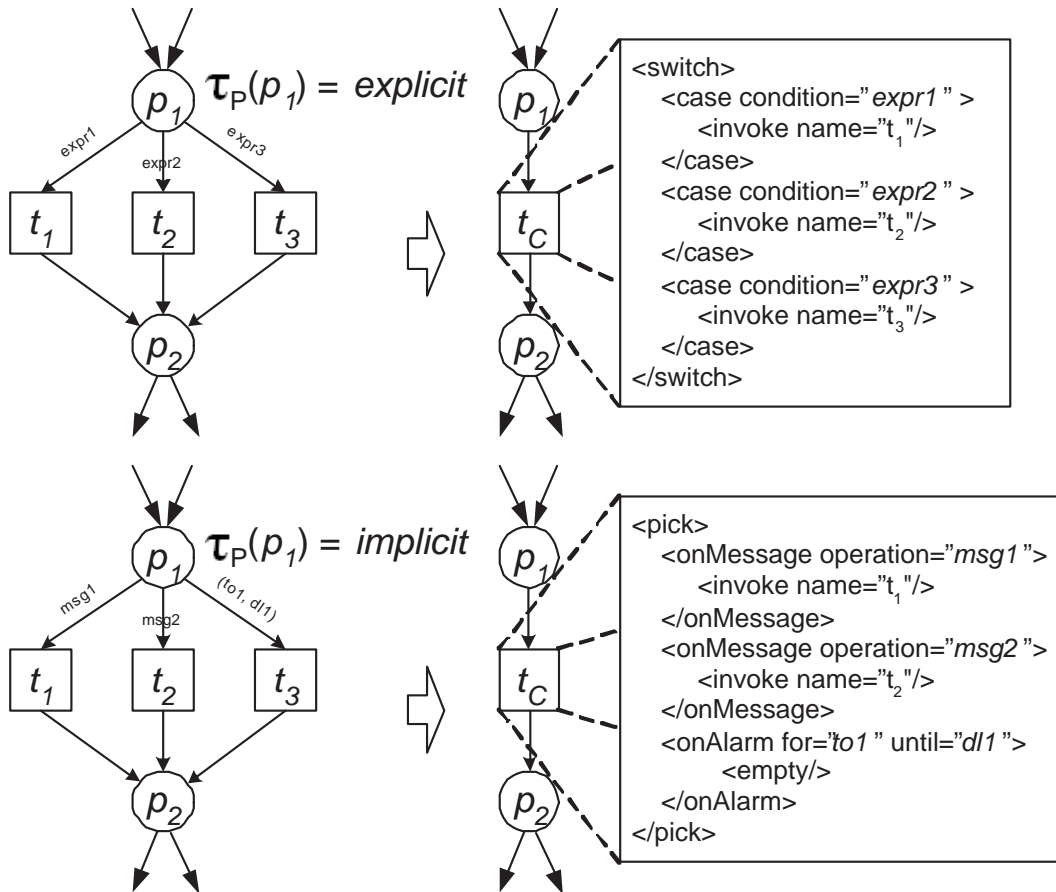 p1
τP(p1) = explicit
expr1
expr2
expr3
t1
t2
t3
p2
p1
tC
p2
<switch>
<case condition="expr1" >
<invoke name="t1"/>
</case>
<case condition="expr2" >
<invoke name="t2"/>
</case>
<case condition="expr3" >
<invoke name="t3"/>
</case>
</switch>
p1
τP(p1) = implicit
msg1
msg2
(to1, dl1)
t1
t2
t3
p2
p1
tC
p2
<pick>
<onMessage operation="msg1">
<invoke name="t1"/>
</onMessage>
<onMessage operation="msg2">
<invoke name="t2"/>
</onMessage>
<onAlarm for="to1" until="dl1">
<empty/>
</onAlarm>
</pick>